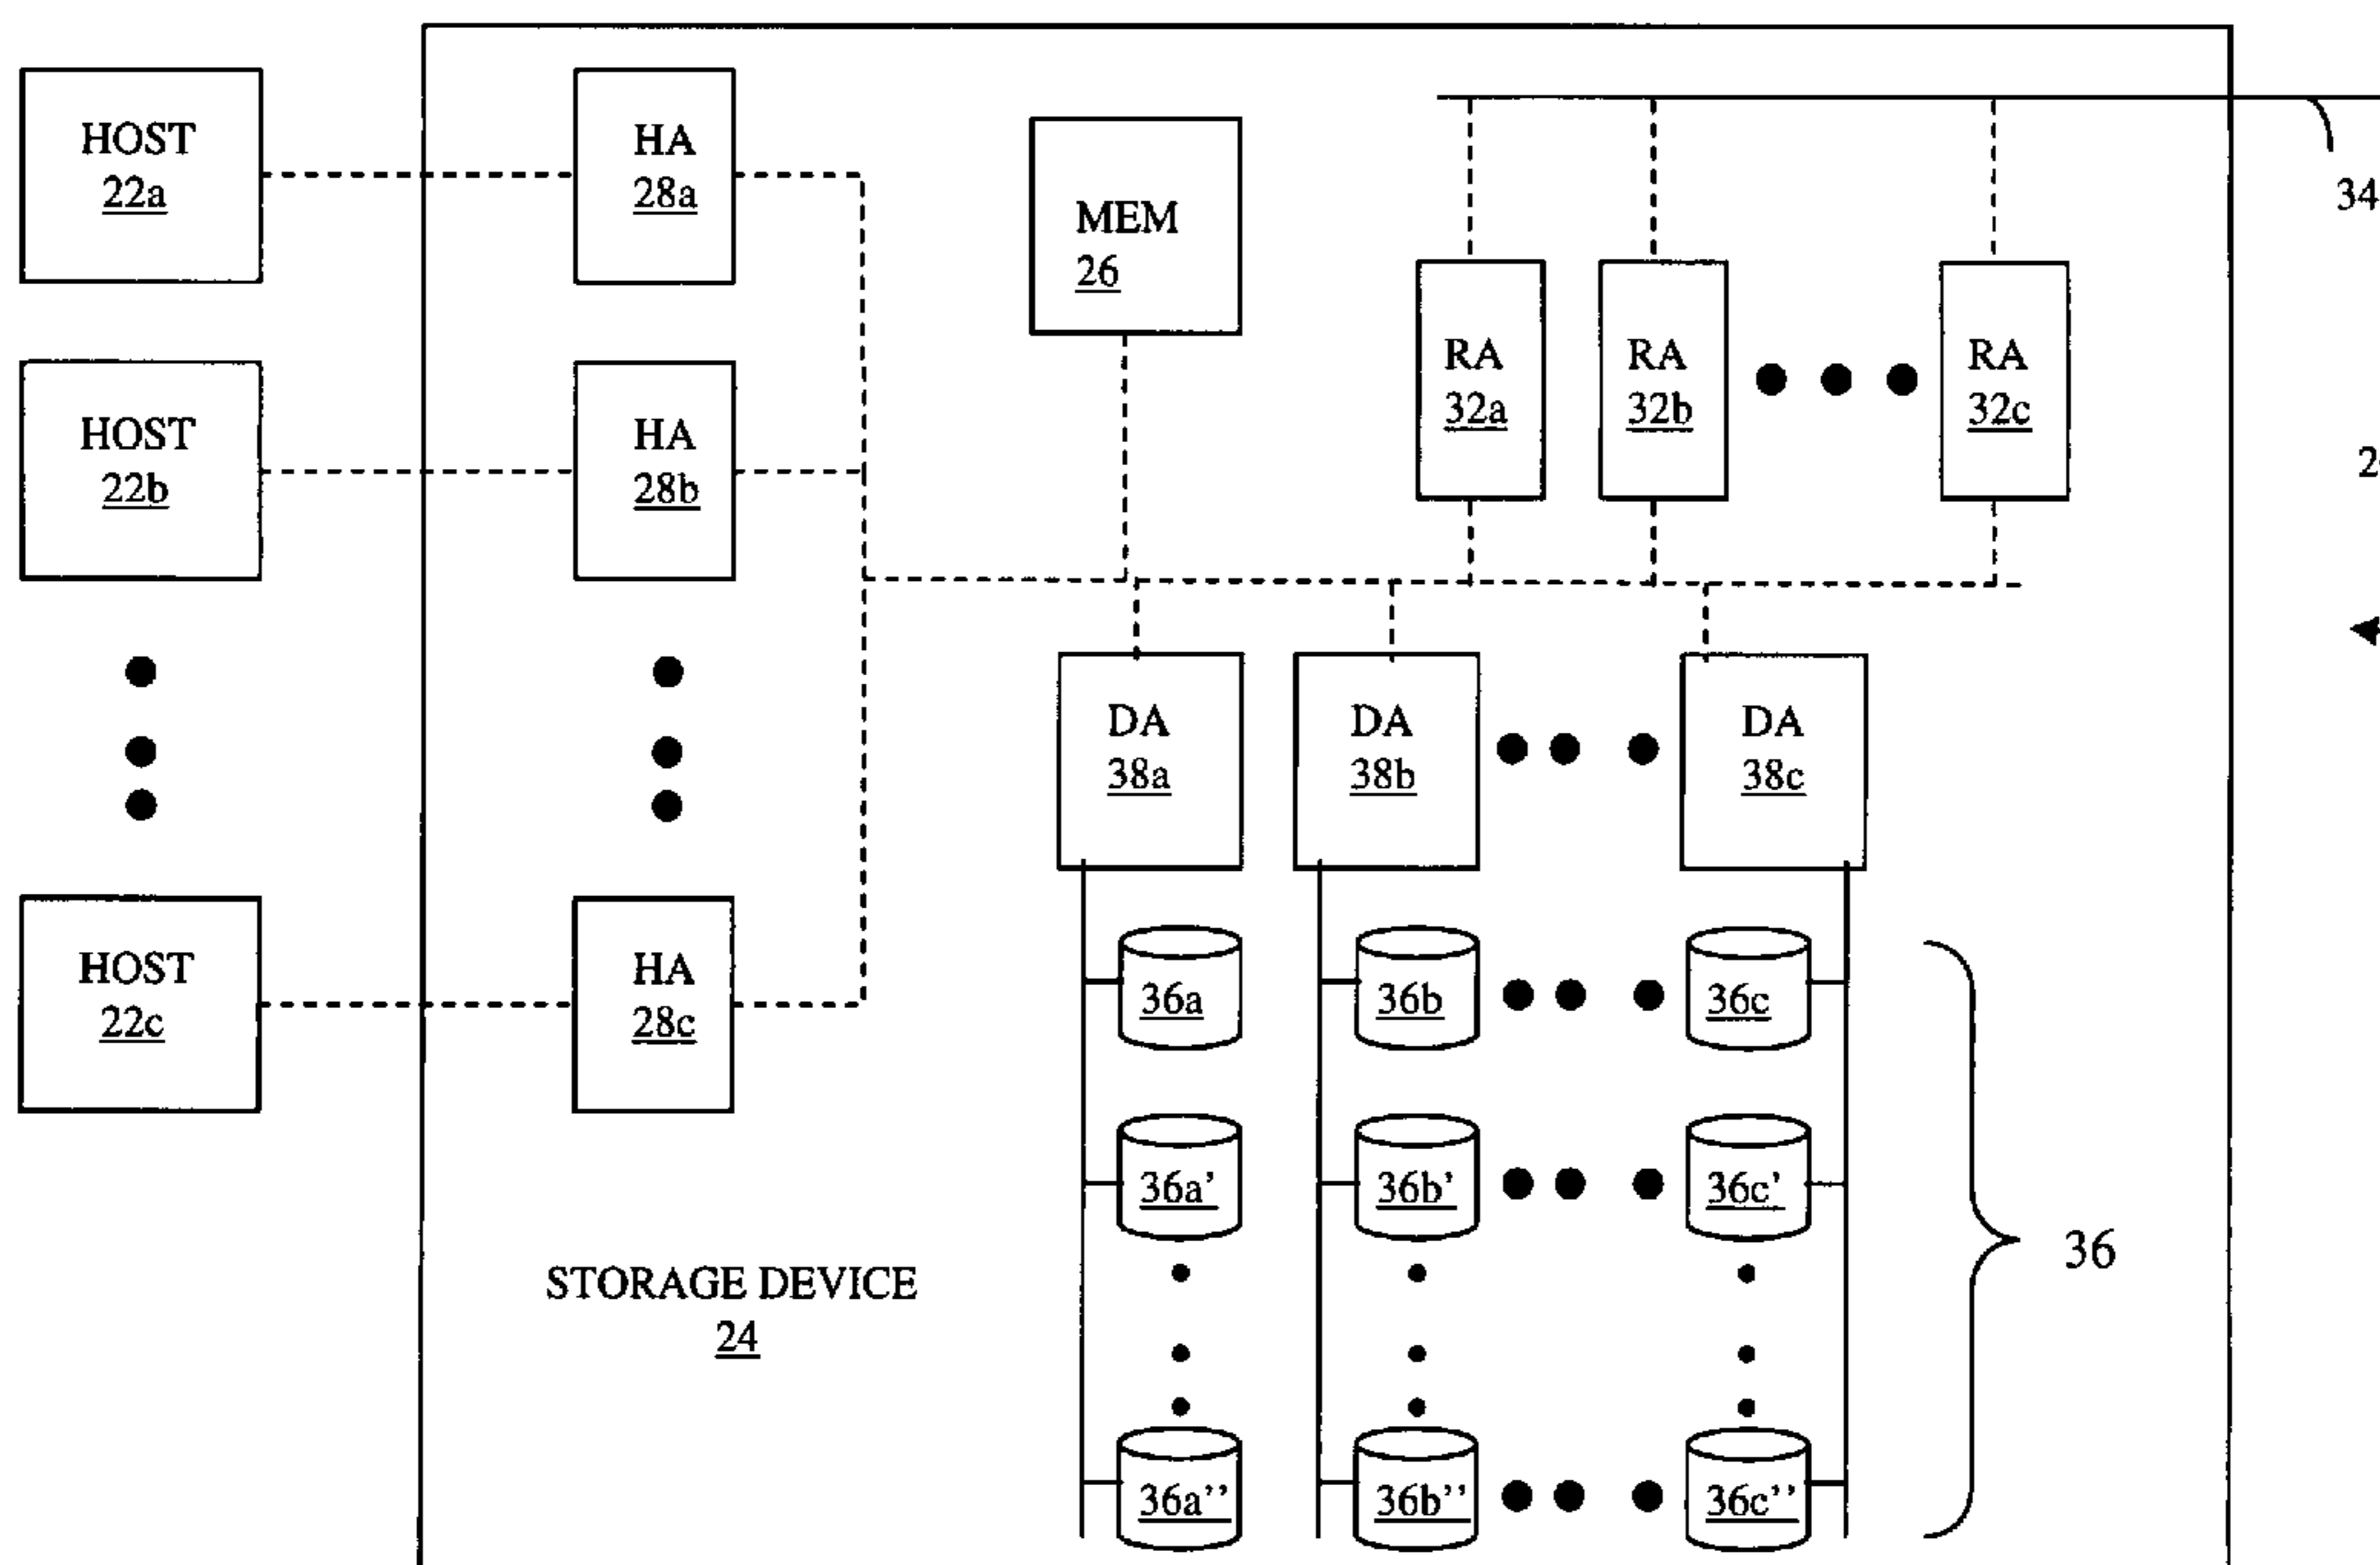 HOST
22a
HA
28a
MEM
26
34
RA
32a
RA
32b
RA
32c
HOST
22b
HA
28b
DA
38a
DA
38b
DA
38c
HOST
22c
HA
28c
36a
36b
36c
36a'
36b'
36c'
36
STORAGE DEVICE
24
36a''
36b''
36c''